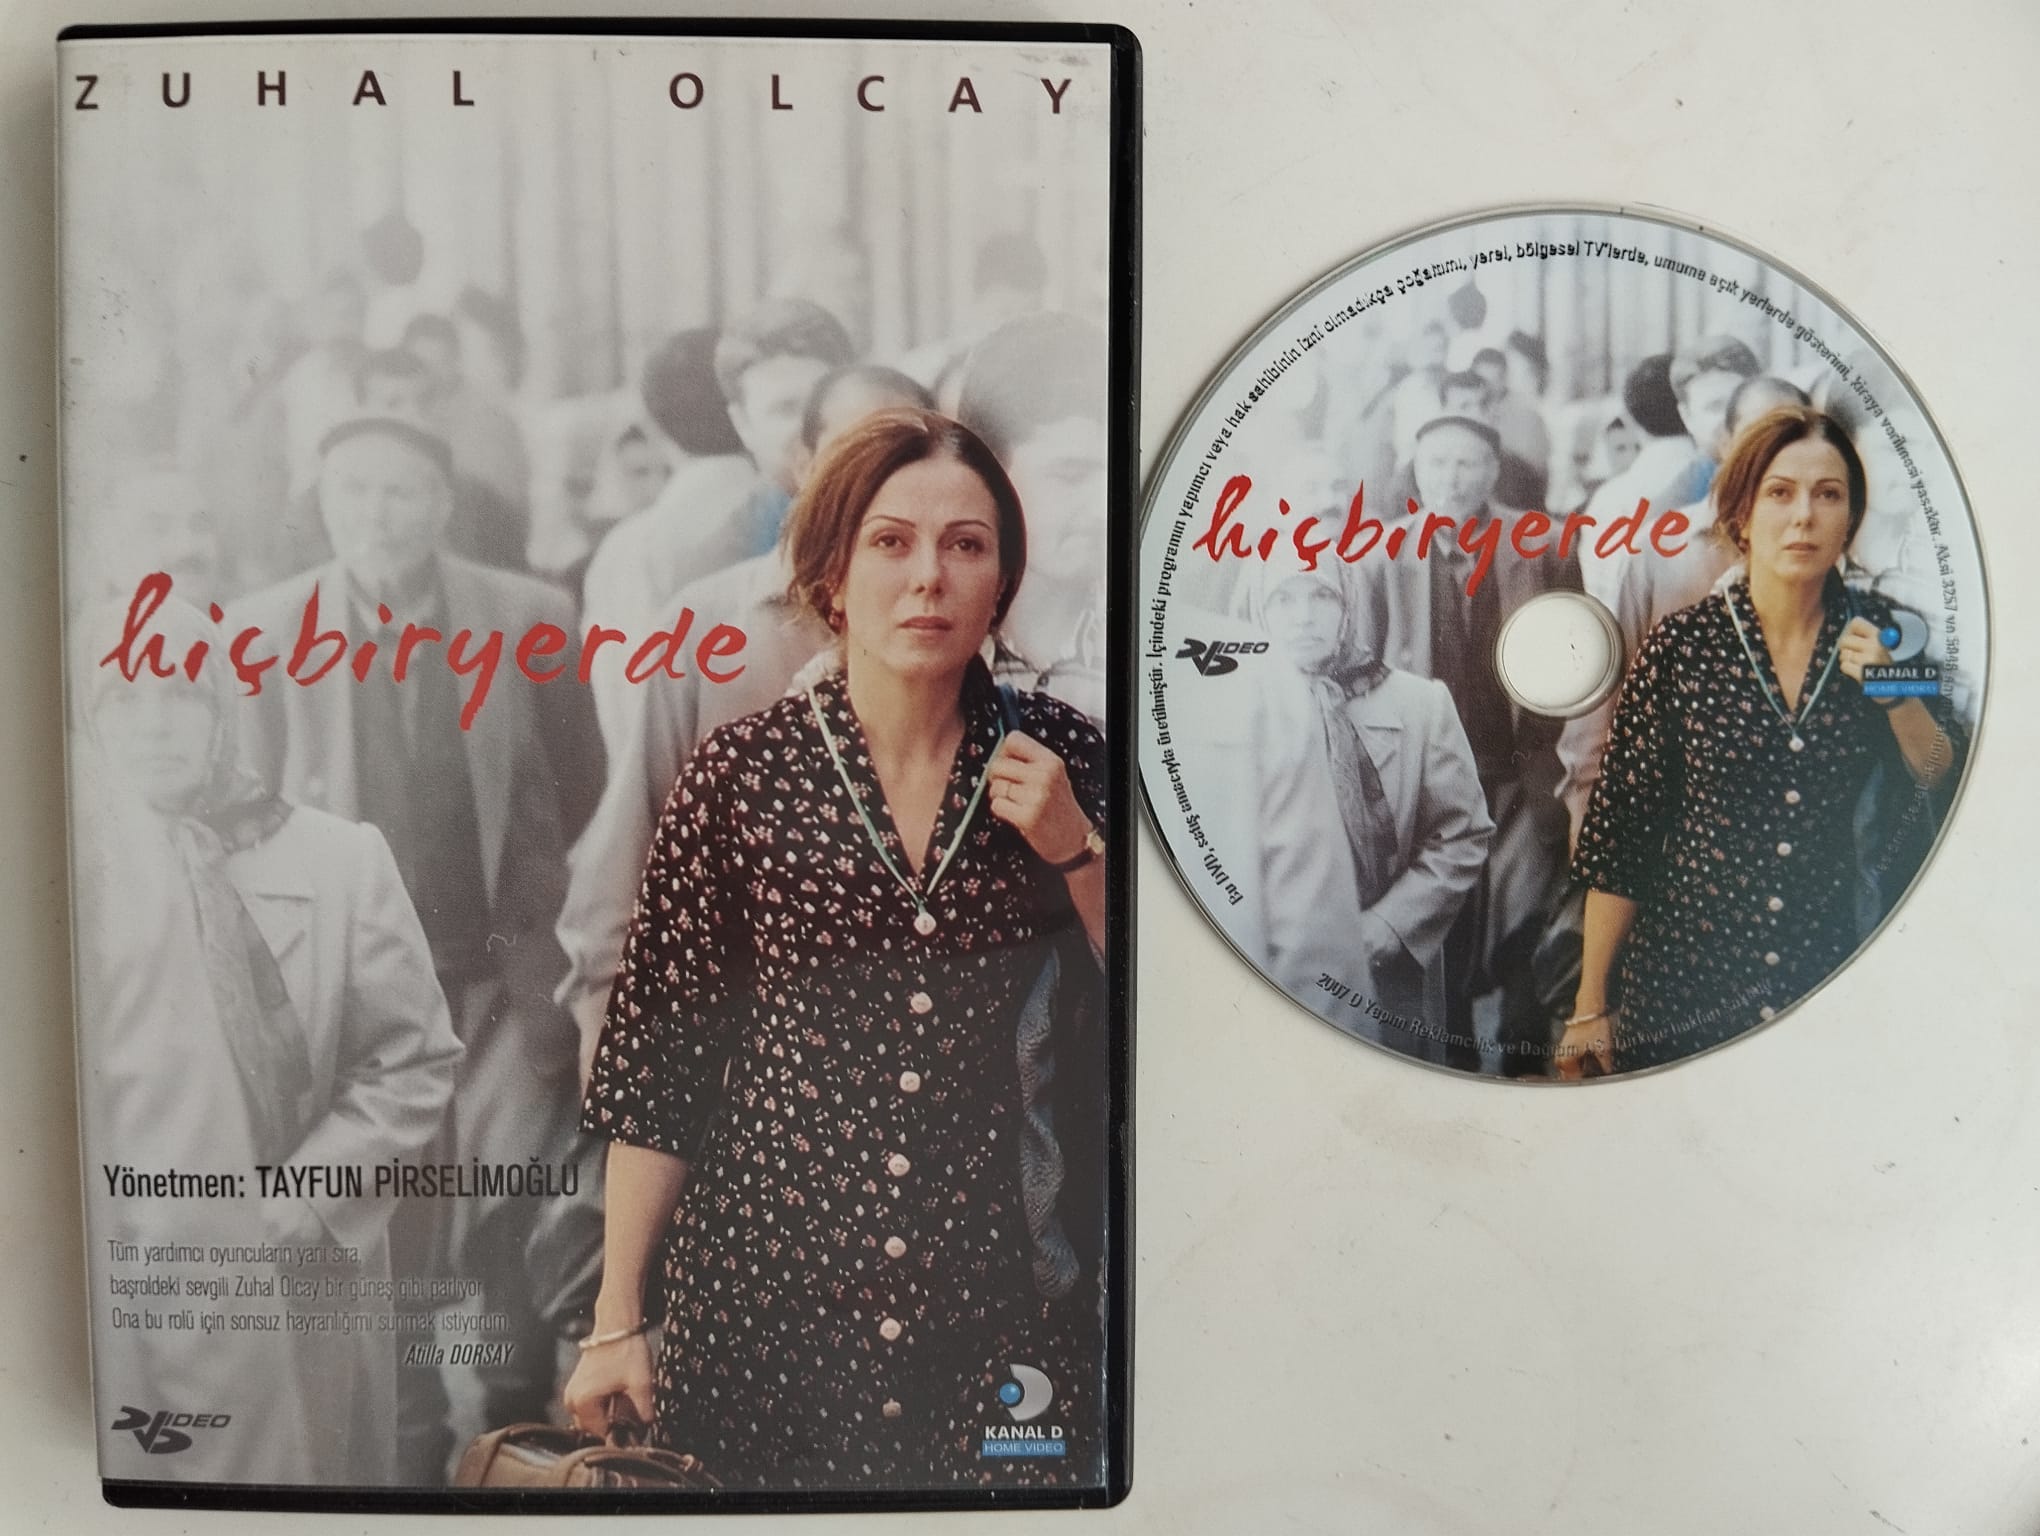 ZUHAL OLCAY
hiçbiryerde
Yönetmen: TAYFUN PİRSELİMOĞLU
Tüm yardımcı oyuncuların yanı sıra,
başroldeki sevgili Zuhal Olcay bir güneş gibi parlıyor
Ona bu rolü için sonsuz hayranlığımı sunmak istiyorum.
Atilla DORSAY
VIDEO
KANAL D
HOME VIDEO
Bu DVD, satış amacıyla üretilmiştir. İçindeki programın yapımcı veya hak sahibinin izni olmadıkça çoğatımı, yerel, bölgesel TV'lerde, umuma açık yerlerde gösterimi, kiraya verilmesi yasaktır.
hiçbiryerde
VIDEO
KANAL D
HOME VIDEO
2007 D Yapım Reklamcılık ve Dağıtım A.Ş. Türkiye hakları